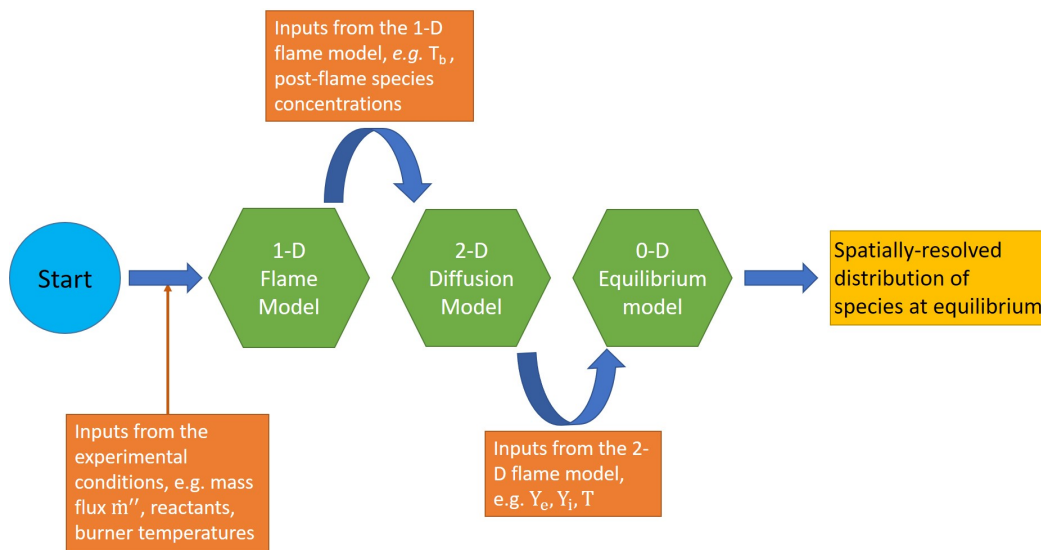 Inputs from the 1-D
flame model, e.g. Tb ,
post-flame species
concentrations
Start
1-D
Flame
Model
2-D
Diffusion
Model
0-D
Equilibrium
model
Spatially-resolved
distribution of
species at equilibrium
Inputs from the
experimental
conditions, e.g. mass
flux ṁ′′, reactants,
burner temperatures
Inputs from the 2-
D flame model,
e.g. Ye, Yi, T